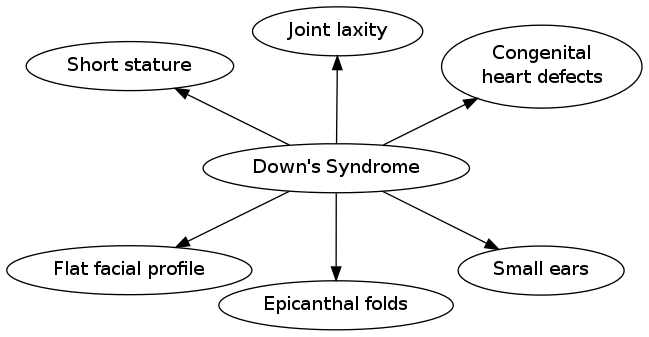 Joint laxity
Short stature
Congenital
heart defects
Down's Syndrome
Flat facial profile
Small ears
Epicanthal folds